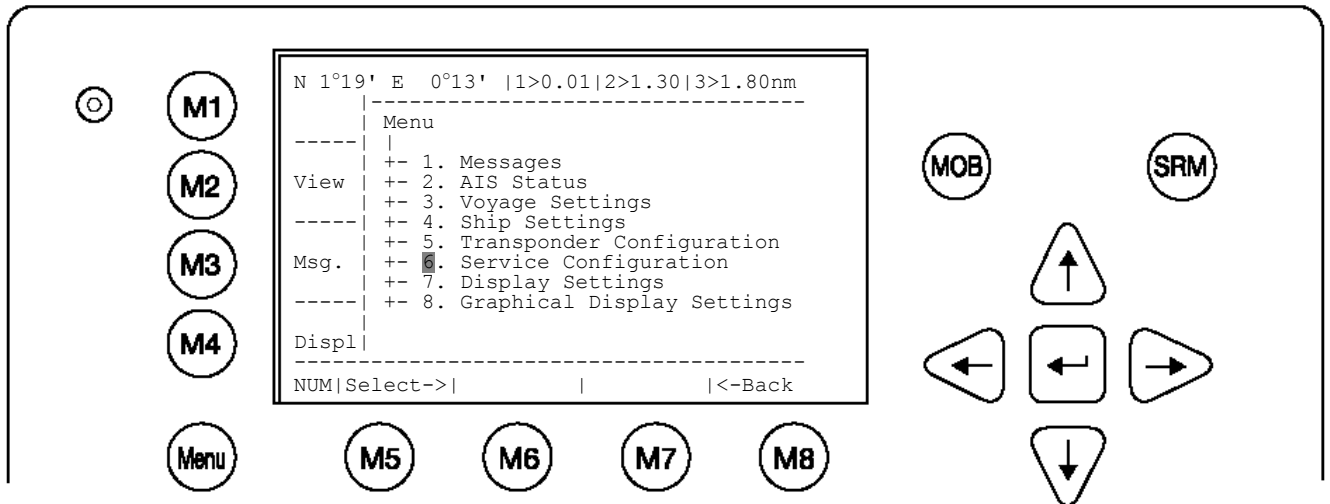 N 1°19' E 0°13' |1>0.01|2>1.30|3>1.80nm
|----------------------------------
M1
| Menu
-----| |
| +- 1. Messages
M2
View | +- 2. AIS Status
| +- 3. Voyage Settings
-----| +- 4. Ship Settings
| +- 5. Transponder Configuration
M3
Msg. | +- 6. Service Configuration
| +- 7. Display Settings
-----| +- 8. Graphical Display Settings
|
M4
Displ|
----------------------------------------
NUM|Select->| | |<-Back
MOB
SRM
Menu
M5
M6
M7
M8